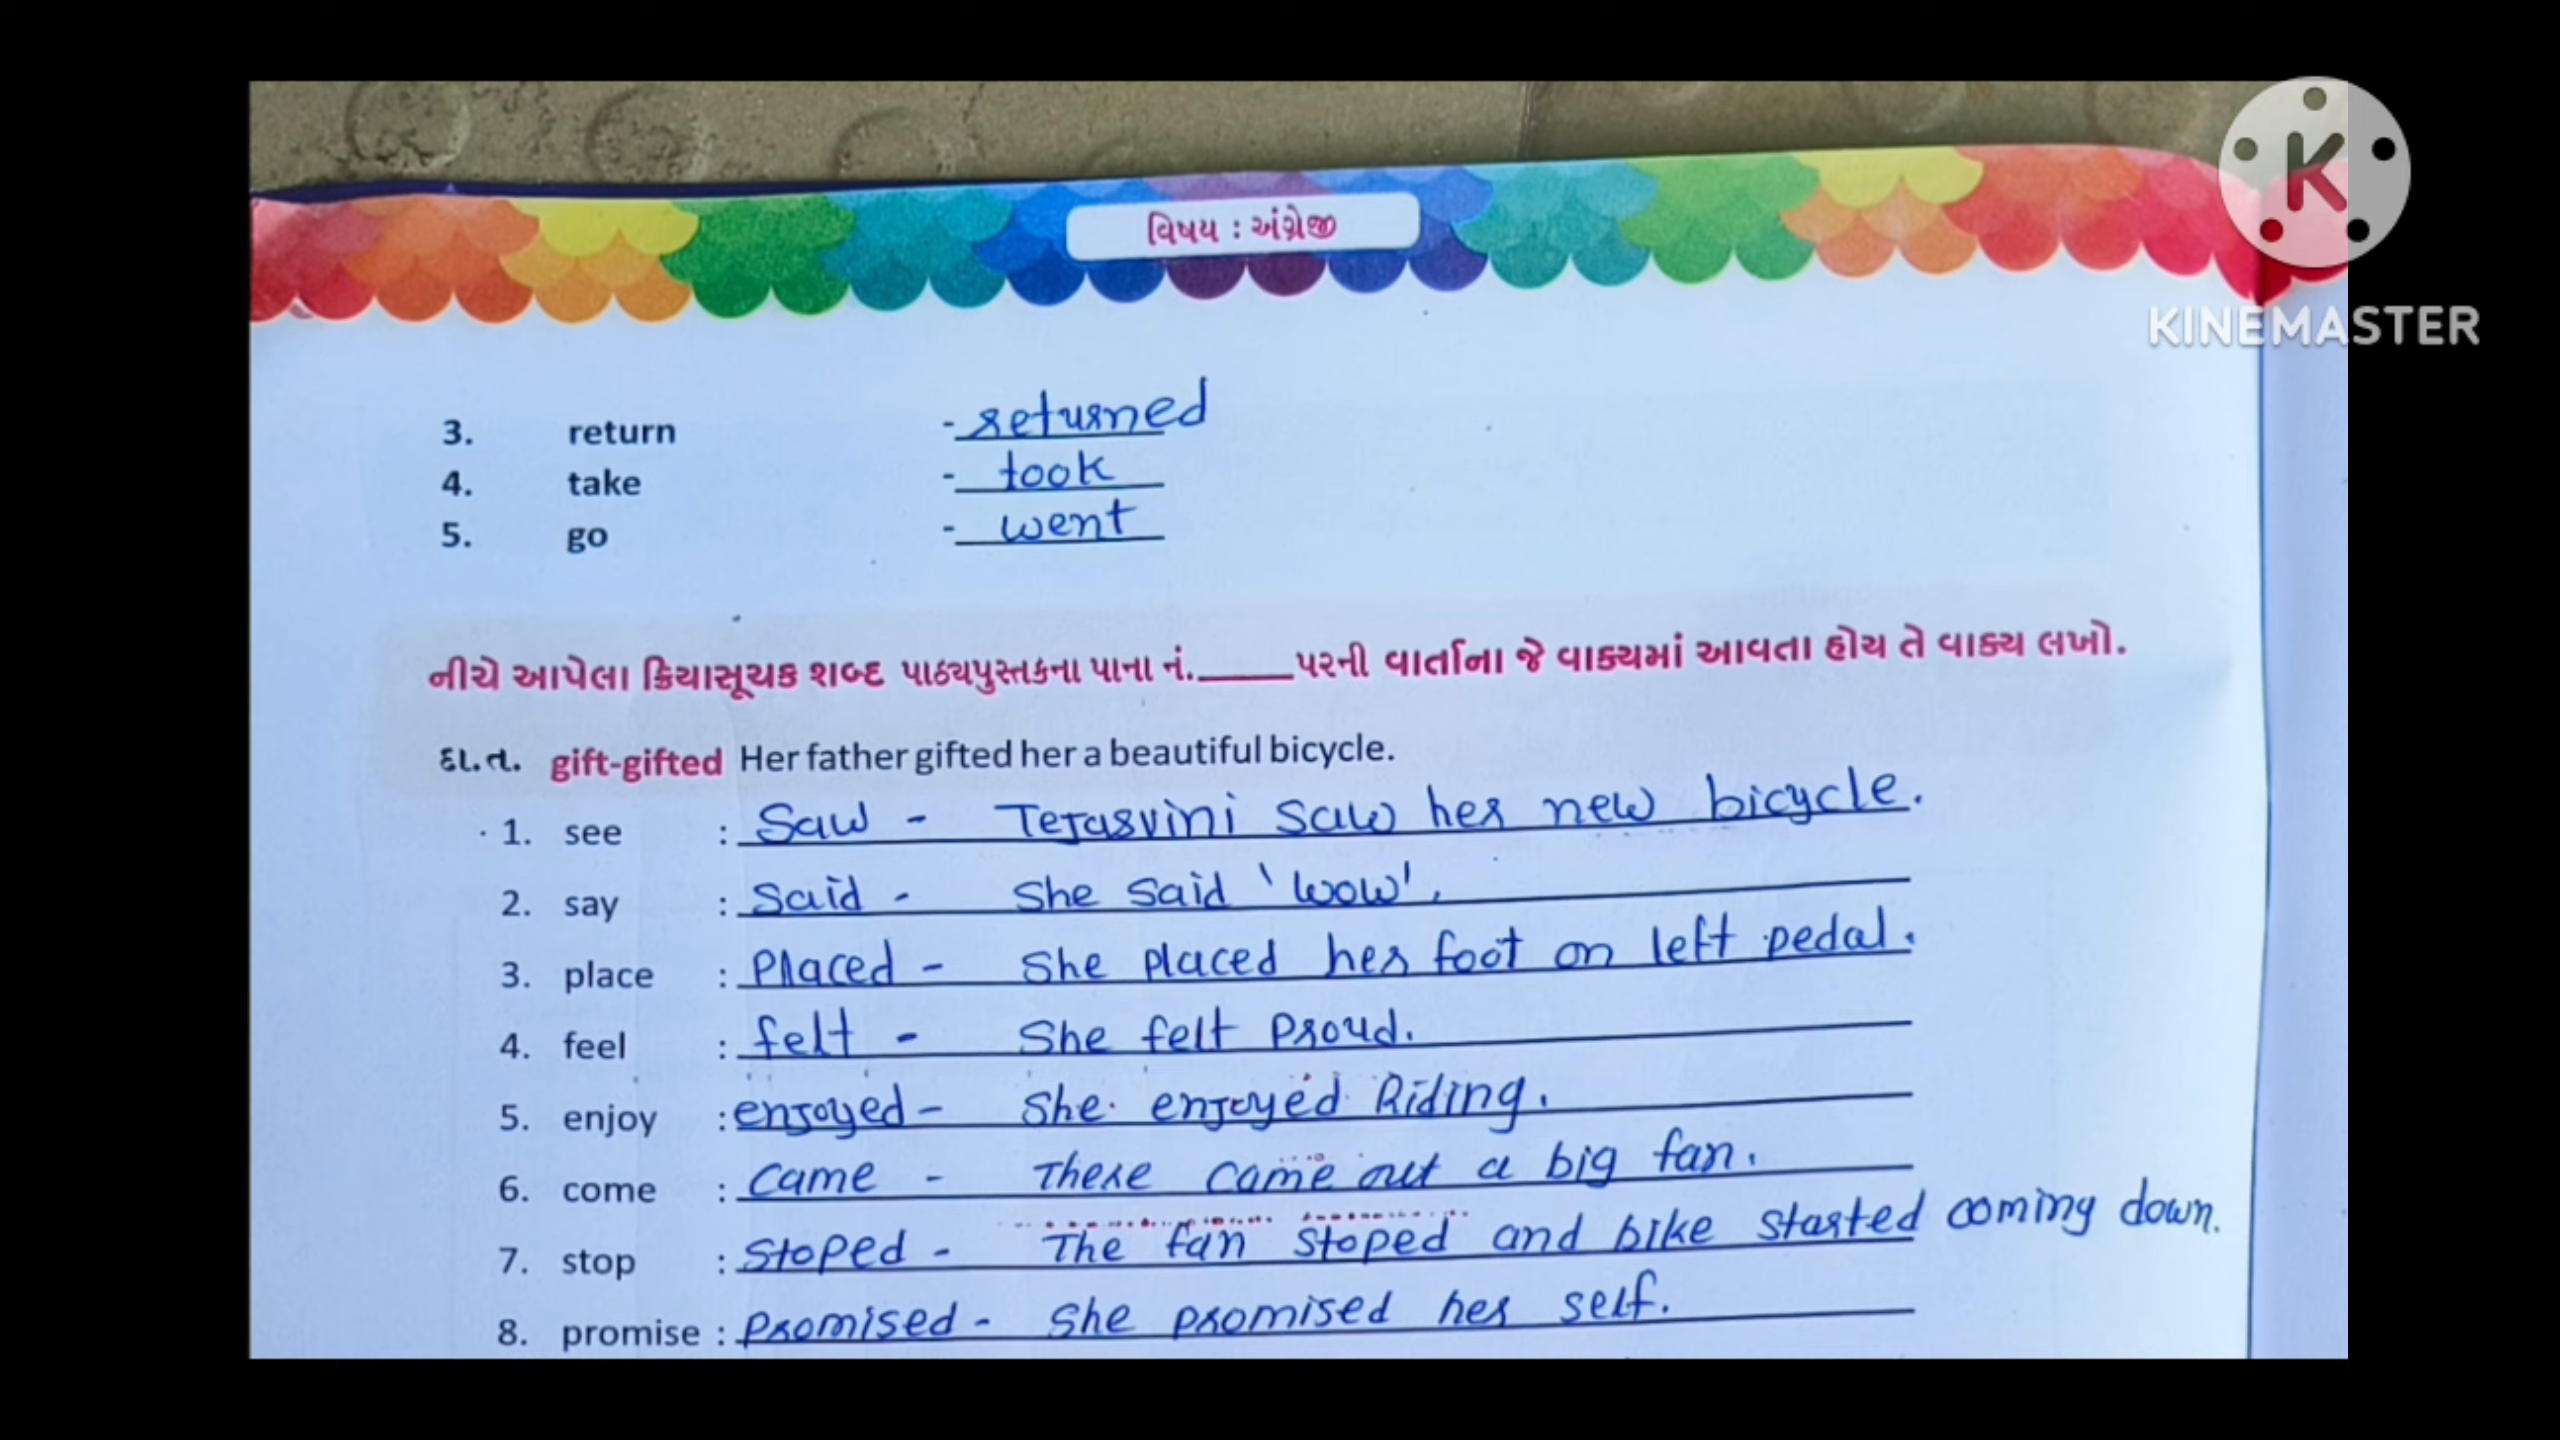 વિષય : અંગ્રેજી
K
KINEMASTER
3. return - returned
4. take - took
5. go - went
નીચે આપેલા ક્રિયાસૂચક શબ્દ પાઠ્યપુસ્તકના પાના નં.____પરની વાર્તાના જે વાક્યમાં આવતા હોય તે વાક્ય લખો.
દા.ત. gift-gifted Her father gifted her a beautiful bicycle.
1. see : Saw - Tejasvini saw her new bicycle.
2. say : Said - She said 'wow'.
3. place : Placed - She placed her foot on left pedal.
4. feel : felt - She felt Proud.
5. enjoy : enjoyed - She enjoyed Riding.
6. come : came - There came out a big fan.
7. stop : Stoped - The fan stoped and bike started coming down.
8. promise : Promised - She promised her self.